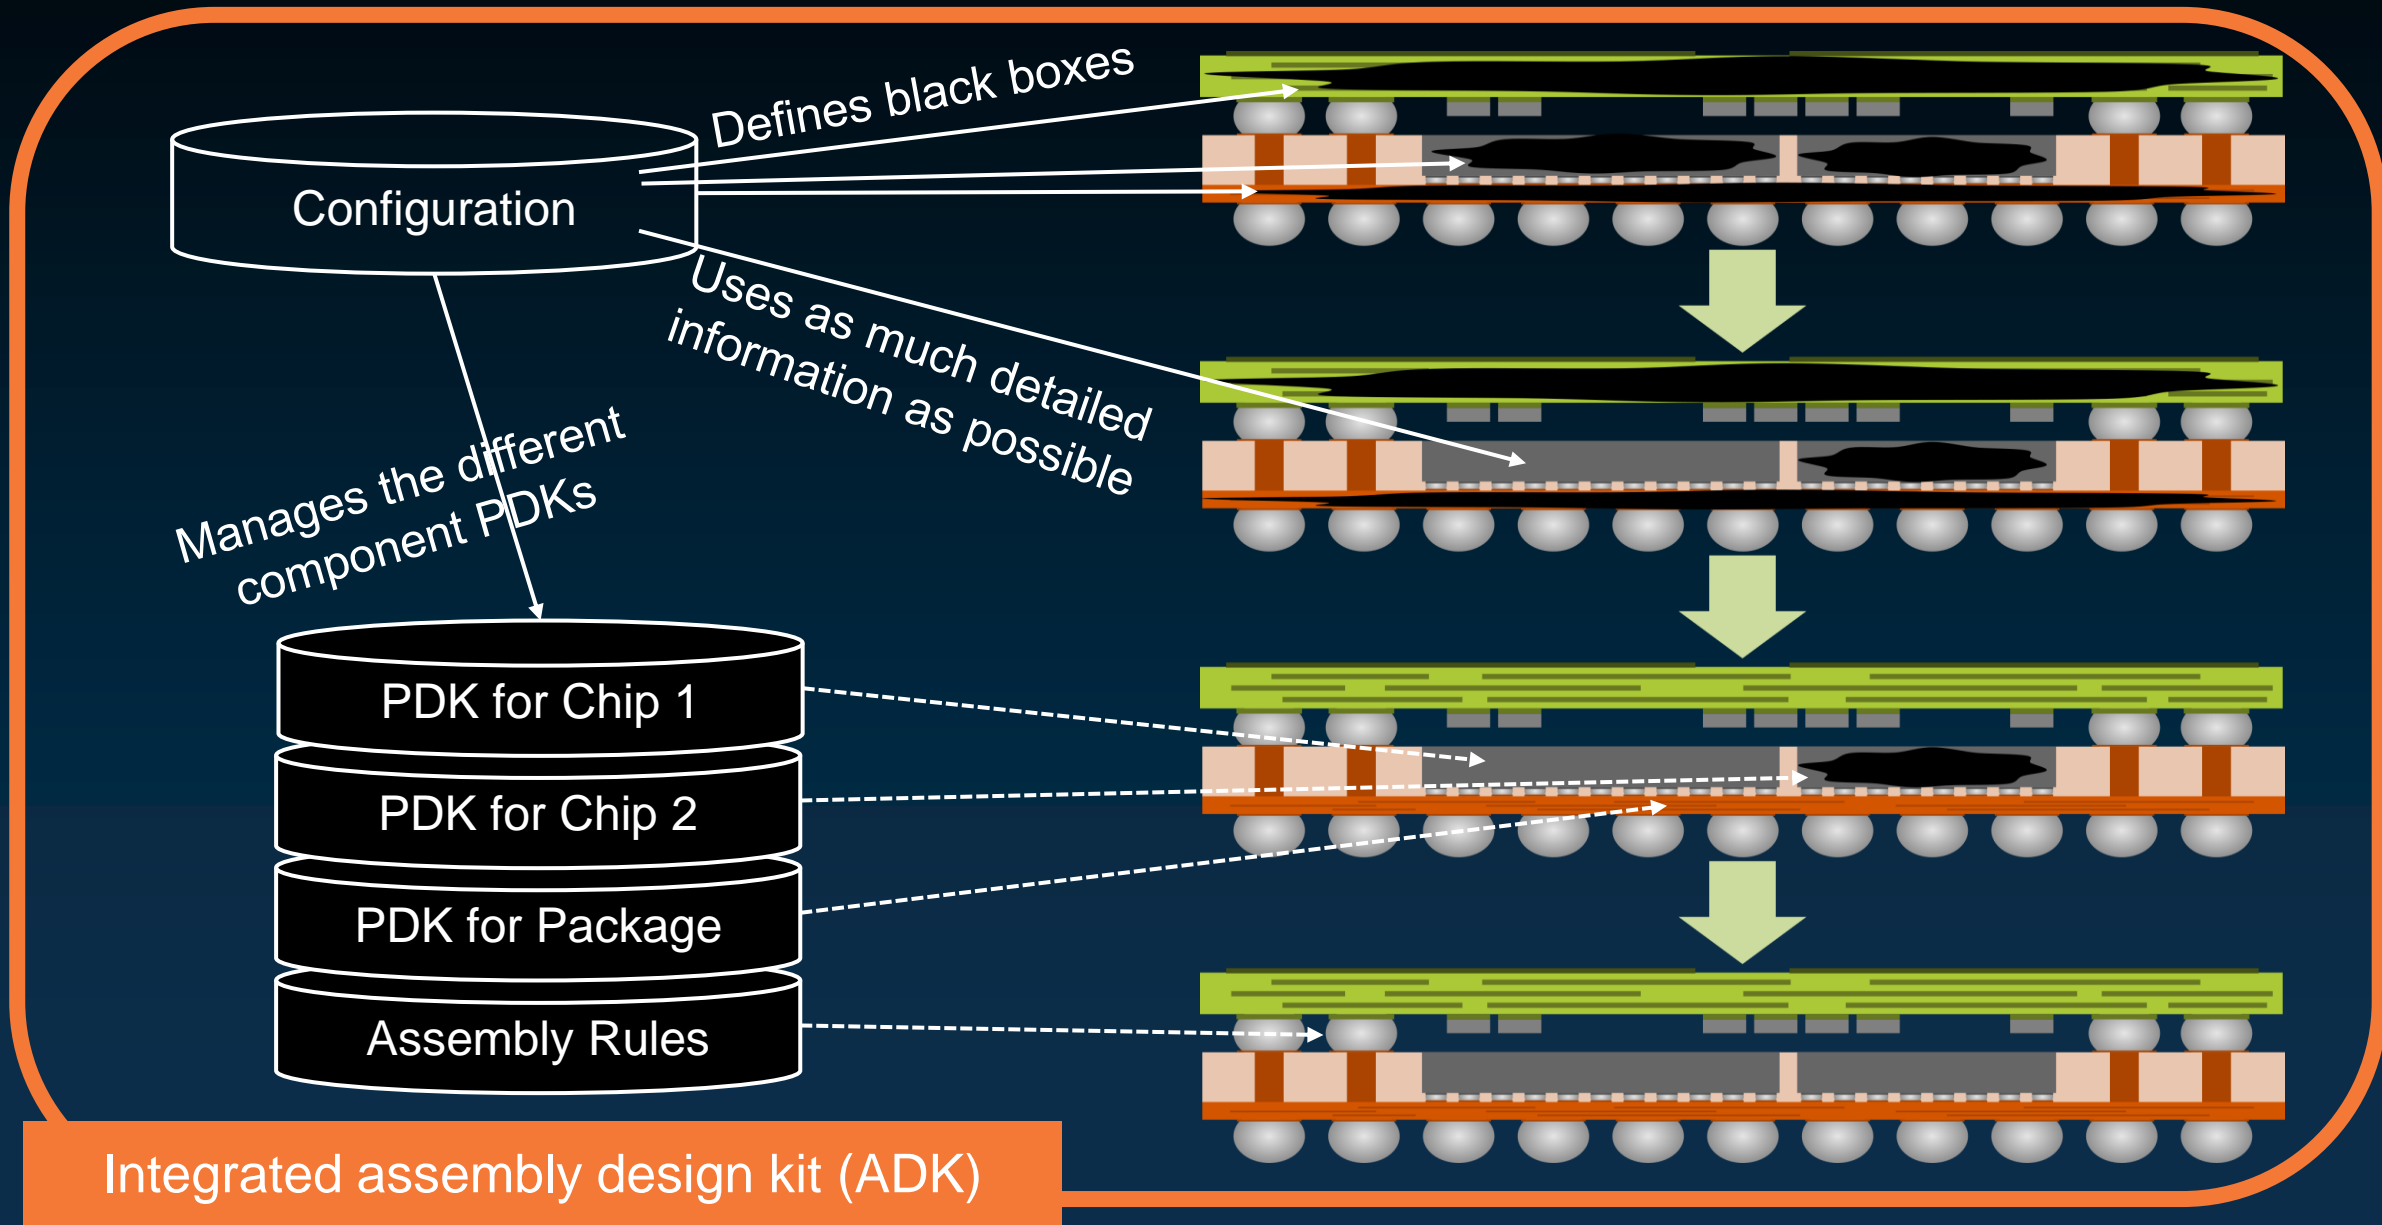 Defines black boxes
Configuration
Uses as much detailed
information as possible
Manages the different
component PDKs
PDK for Chip 1
PDK for Chip 2
PDK for Package
Assembly Rules
Integrated assembly design kit (ADK)